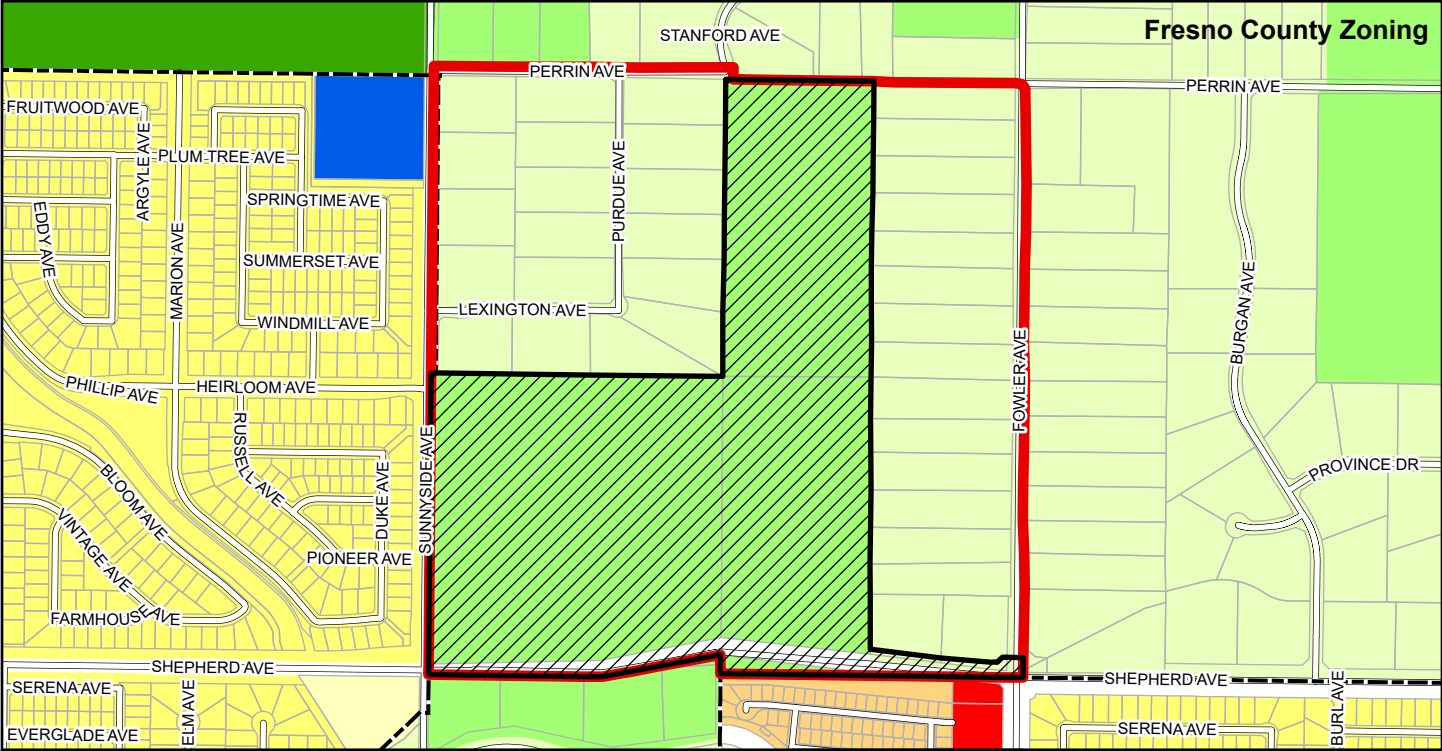 Fresno County Zoning
STANFORD AVE
PERRIN AVE
PERRIN AVE
FRUITWOOD AVE
ARGYLE AVE
PLUM TREE AVE
PURDUE AVE
SPRINGTIME AVE
EDDY AVE
MARION AVE
SUMMERSET AVE
BURGAN AVE
LEXINGTON AVE
WINDMILL AVE
FOWLER AVE
PHILLIP AVE
HEIRLOOM AVE
RUSSELL AVE
SUNNYSIDE AVE
BLOOM AVE
DUKE AVE
PROVINCE DR
VINTAGE AVE
PIONEER AVE
FARMHOUSE AVE
SHEPHERD AVE
SHEPHERD AVE
SERENA AVE
ELM AVE
BURL AVE
SERENA AVE
EVERGLADE AVE